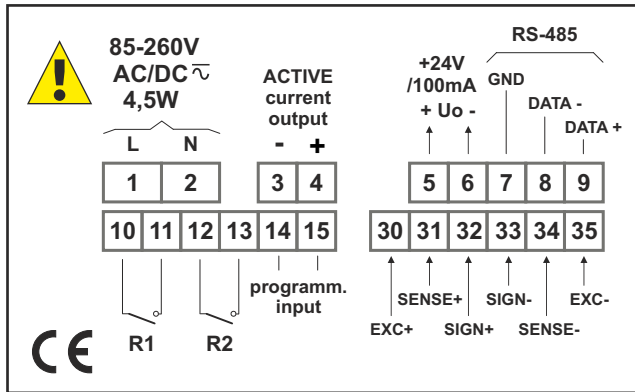 85-260V
AC/DC
4,5W
L N
ACTIVE
current
output
- +
+24V
/100mA
+ Uo -
RS-485
GND
DATA -
DATA +
1 2 3 4 5 6 7 8 9
10 11 12 13 14 15 30 31 32 33 34 35
R1 R2
programm.
input
SENSE+ SIGN- EXC-
EXC+ SIGN+ SENSE-
CE